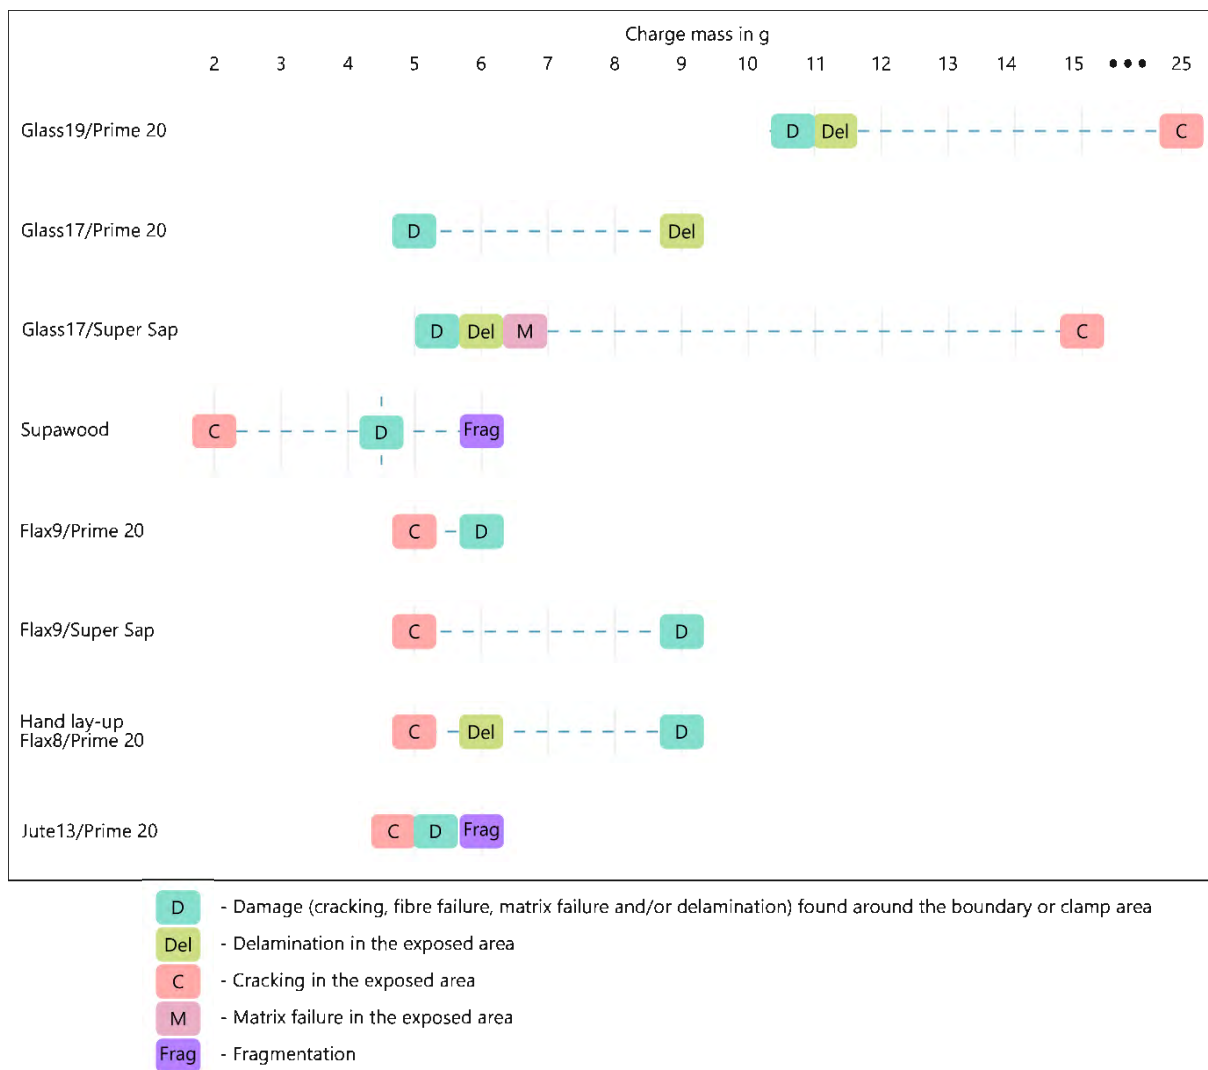 Charge mass in g
2 3 4 5 6 7 8 9 10 11 12 13 14 15 ••• 25
Glass19/Prime 20 D Del C
Glass17/Prime 20 D Del
Glass17/Super Sap D Del M C
Supawood C D Frag
Flax9/Prime 20 C D
Flax9/Super Sap C D
Hand lay-up
Flax8/Prime 20 C Del D
Jute13/Prime 20 C D Frag
D - Damage (cracking, fibre failure, matrix failure and/or delamination) found around the boundary or clamp area
Del - Delamination in the exposed area
C - Cracking in the exposed area
M - Matrix failure in the exposed area
Frag - Fragmentation